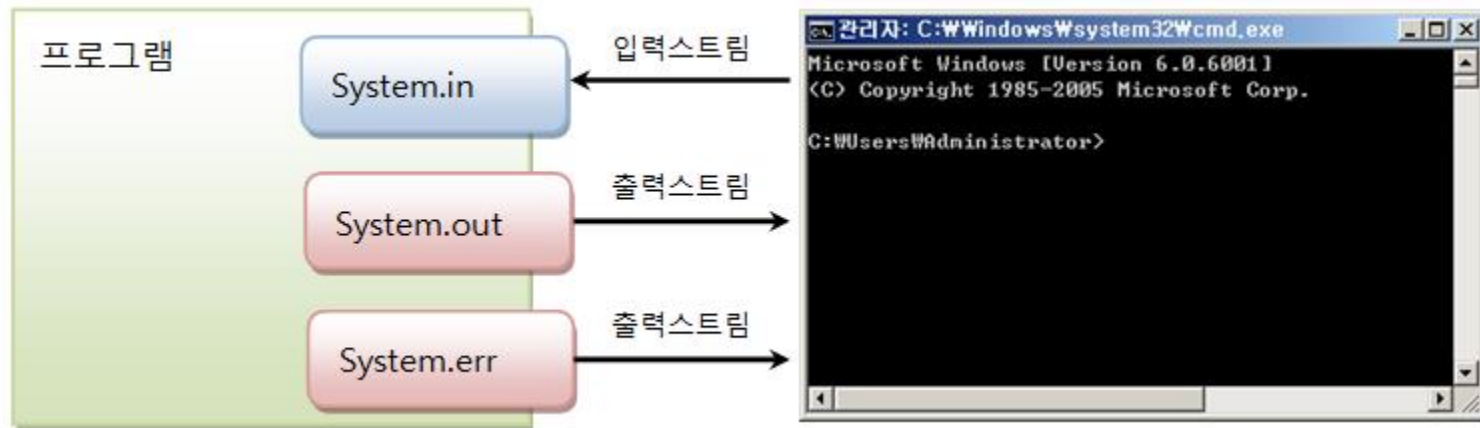 프로그램
System.in
입력스트림
System.out
출력스트림
System.err
출력스트림
관리자: C:₩Windows₩system32₩cmd.exe
Microsoft Windows [Version 6.0.6001]
(C) Copyright 1985-2005 Microsoft Corp.
C:₩Users₩Administrator>